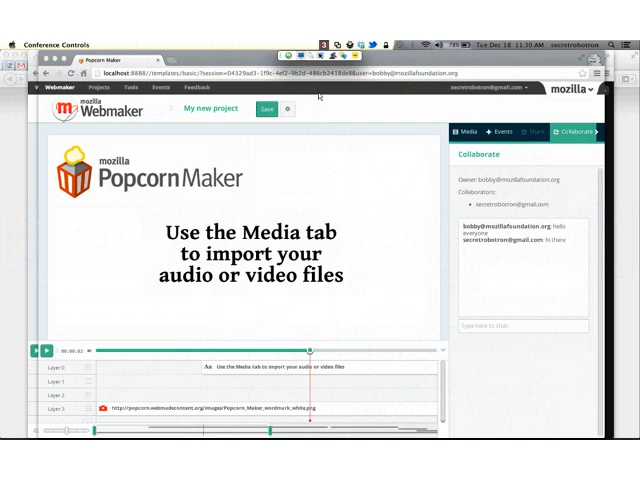 Conference Controls
3
78%
Tue Dec 18 11:30 AM
secretrobotron
Popcorn Maker
localhost:8888//templates/basic/?session=04329ad3-1f9c-4ef2-9b2d-486cb2418de8&user=bobby@mozillafoundation.org
Webmaker Projects Tools Events Feedback
secretrobotron@gmail.com
mozilla
mozilla
Webmaker
My new project
Save
Media
Events
Share
Collaborate
Collaborate
mozilla
Popcorn Maker
Owner: bobby@mozillafoundation.org
Collaborators:
secretrobotron@gmail.com
bobby@mozillafoundation.org: hello
everyone
secretrobotron@gmail.com: hi there
Use the Media tab
to import your
audio or video files
Type here to chat:
00:00:02
Layer 0
Aa Use the Media tab to import your audio or video files
Layer 1
Layer 2
Layer 3
http://popcorn.webmadecontent.org/images/Popcorn_Maker_wordmark_white.png